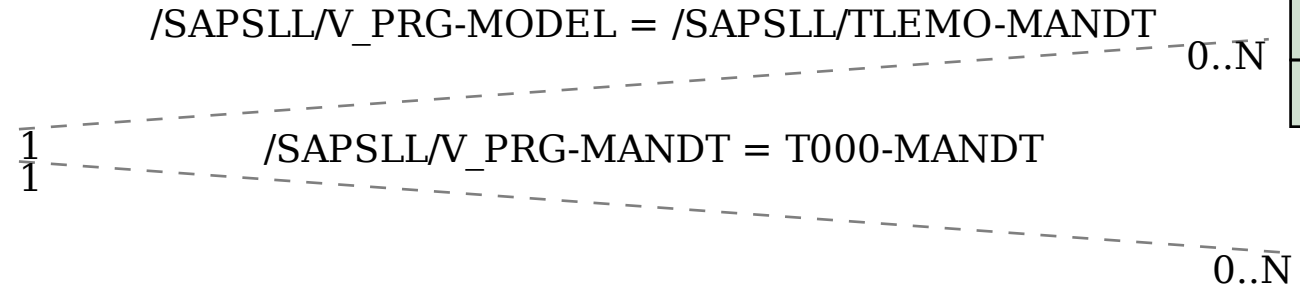 /SAPSLL/V_PRG-MODEL = /SAPSLL/TLEMO-MANDT
0..N
1
/SAPSLL/V_PRG-MANDT = T000-MANDT
1
0..N